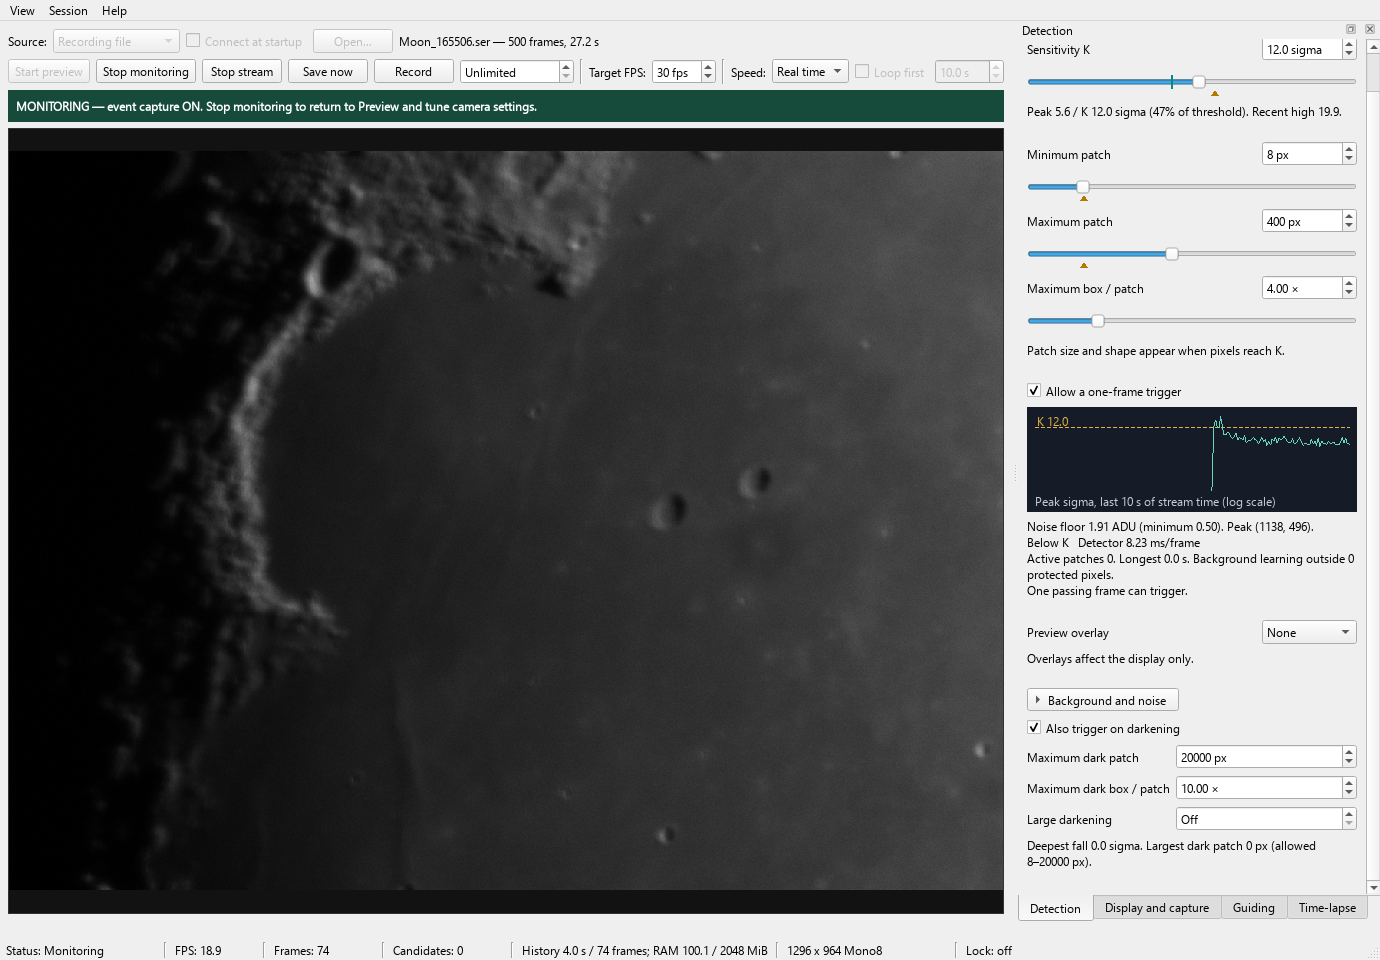 View Session Help
Source: Recording file Connect at startup Open... Moon_165506.ser — 500 frames, 27.2 s
Start preview Stop monitoring Stop stream Save now Record Unlimited Target FPS: 30 fps Speed: Real time Loop first 10.0 s
MONITORING — event capture ON. Stop monitoring to return to Preview and tune camera settings.
Detection
Sensitivity K 12.0 sigma
Peak 5.6 / K 12.0 sigma (47% of threshold). Recent high 19.9.
Minimum patch 8 px
Maximum patch 400 px
Maximum box / patch 4.00 ×
Patch size and shape appear when pixels reach K.
Allow a one-frame trigger
K 12.0
Peak sigma, last 10 s of stream time (log scale)
Noise floor 1.91 ADU (minimum 0.50). Peak (1138, 496).
Below K Detector 8.23 ms/frame
Active patches 0. Longest 0.0 s. Background learning outside 0
protected pixels.
One passing frame can trigger.
Preview overlay None
Overlays affect the display only.
Background and noise
Also trigger on darkening
Maximum dark patch 20000 px
Maximum dark box / patch 10.00 ×
Large darkening Off
Deepest fall 0.0 sigma. Largest dark patch 0 px (allowed
8–20000 px).
Detection Display and capture Guiding Time-lapse
Status: Monitoring FPS: 18.9 Frames: 74 Candidates: 0 History 4.0 s / 74 frames; RAM 100.1 / 2048 MiB 1296 x 964 Mono8 Lock: off